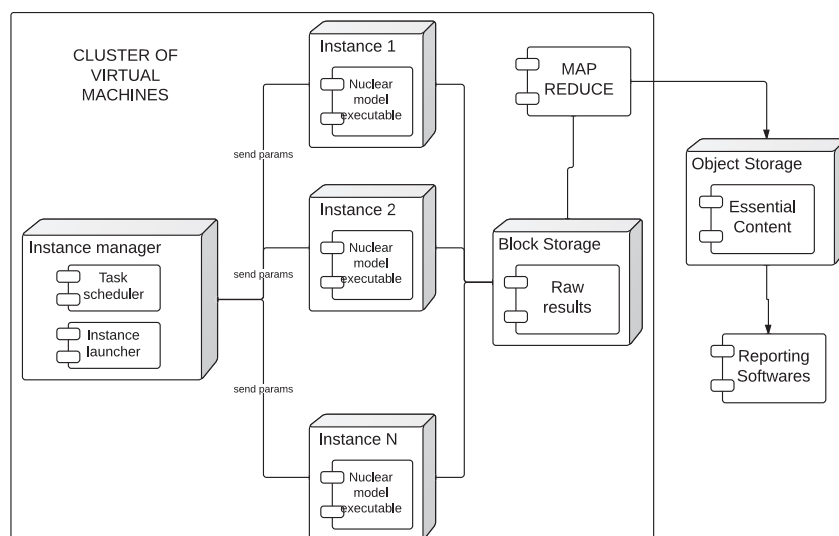 CLUSTER OF
VIRTUAL
MACHINES
Instance 1
Nuclear
model
executable
MAP
REDUCE
send params
Object Storage
Essential
Content
Instance 2
Nuclear
model
executable
Instance manager
Task
scheduler
Instance
launcher
send params
Block Storage
Raw
results
Reporting
Softwares
send params
Instance N
Nuclear
model
executable